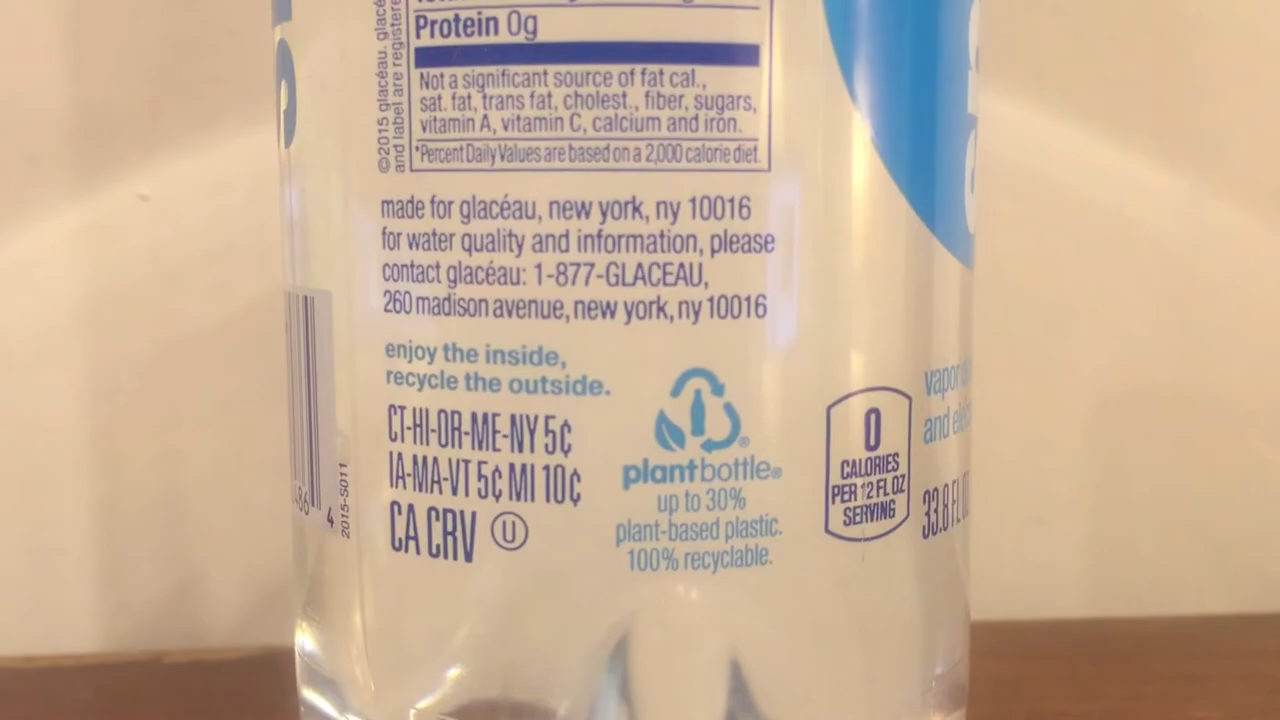 Protein 0g
Not a significant source of fat cal.,
sat. fat, trans fat, cholest., fiber, sugars,
vitamin A, vitamin C, calcium and iron.
*Percent Daily Values are based on a 2,000 calorie diet.
©2015 glacéau. glacé
and label are registere
made for glacéau, new york, ny 10016
for water quality and information, please
contact glacéau: 1-877-GLACEAU,
260 madison avenue, new york, ny 10016
enjoy the inside,
recycle the outside.
CT-HI-OR-ME-NY 5¢
IA-MA-VT 5¢ MI 10¢
CA CRV Ⓤ
plantbottle®
up to 30%
plant-based plastic.
100% recyclable.
0
CALORIES
PER 12 FL OZ
SERVING
vapor
and
33.8 FL
4
2015-S011